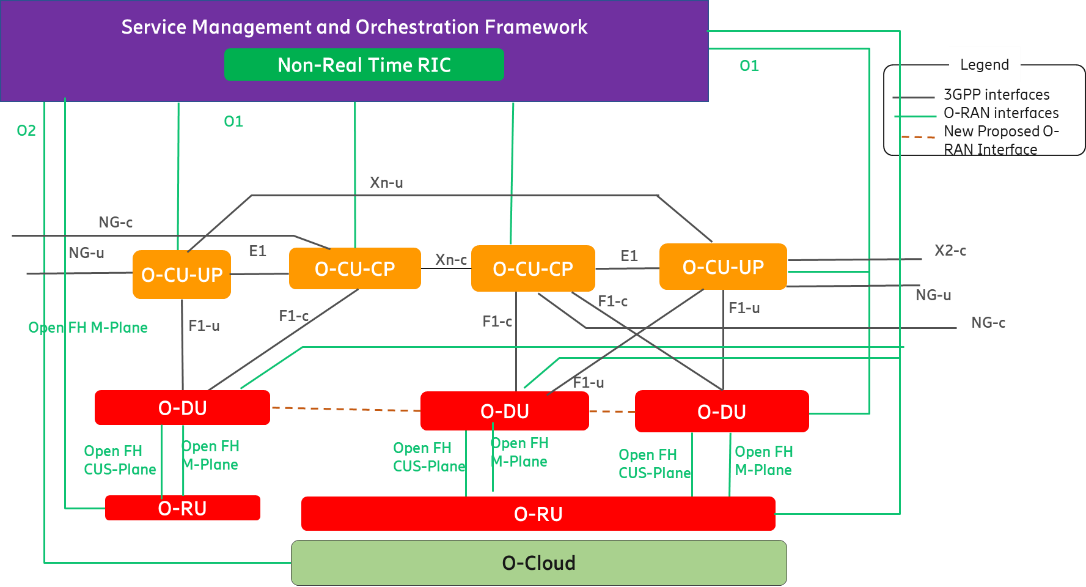 Service Management and Orchestration Framework
Non-Real Time RIC
O1
Legend
3GPP interfaces
O-RAN interfaces
New Proposed O-
RAN Interface
O2
O1
Xn-u
NG-c
NG-u
E1
Xn-c
E1
X2-c
O-CU-UP
O-CU-CP
O-CU-CP
O-CU-UP
NG-u
F1-c
F1-u
Open FH M-Plane
F1-u
F1-c
F1-c
NG-c
F1-u
O-DU
O-DU
O-DU
Open FH
CUS-Plane
Open FH
M-Plane
Open FH
CUS-Plane
Open FH
M-Plane
Open FH
CUS-Plane
Open FH
M-Plane
O-RU
O-RU
O-Cloud